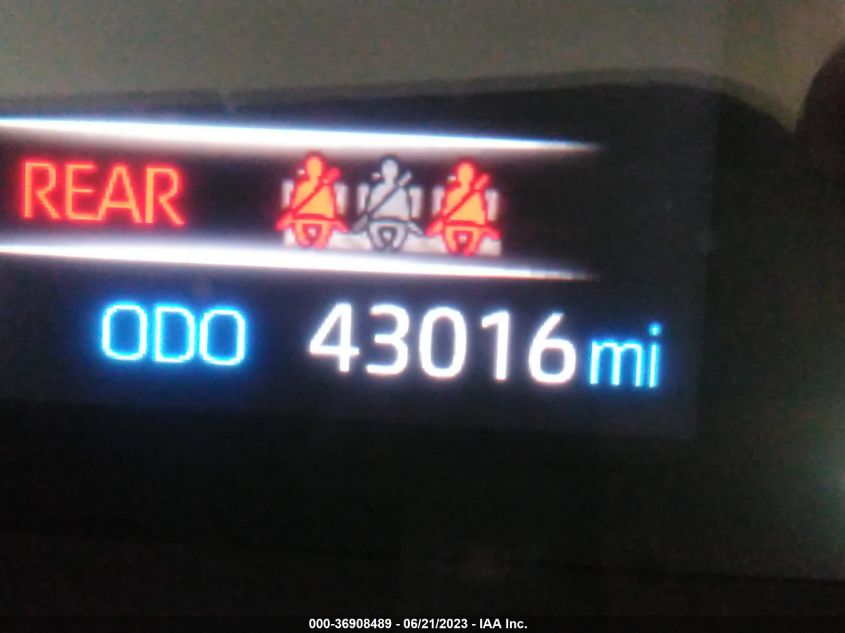 REAR
ODO 43016 mi
000-36908489 - 06/21/2023 - IAA Inc.